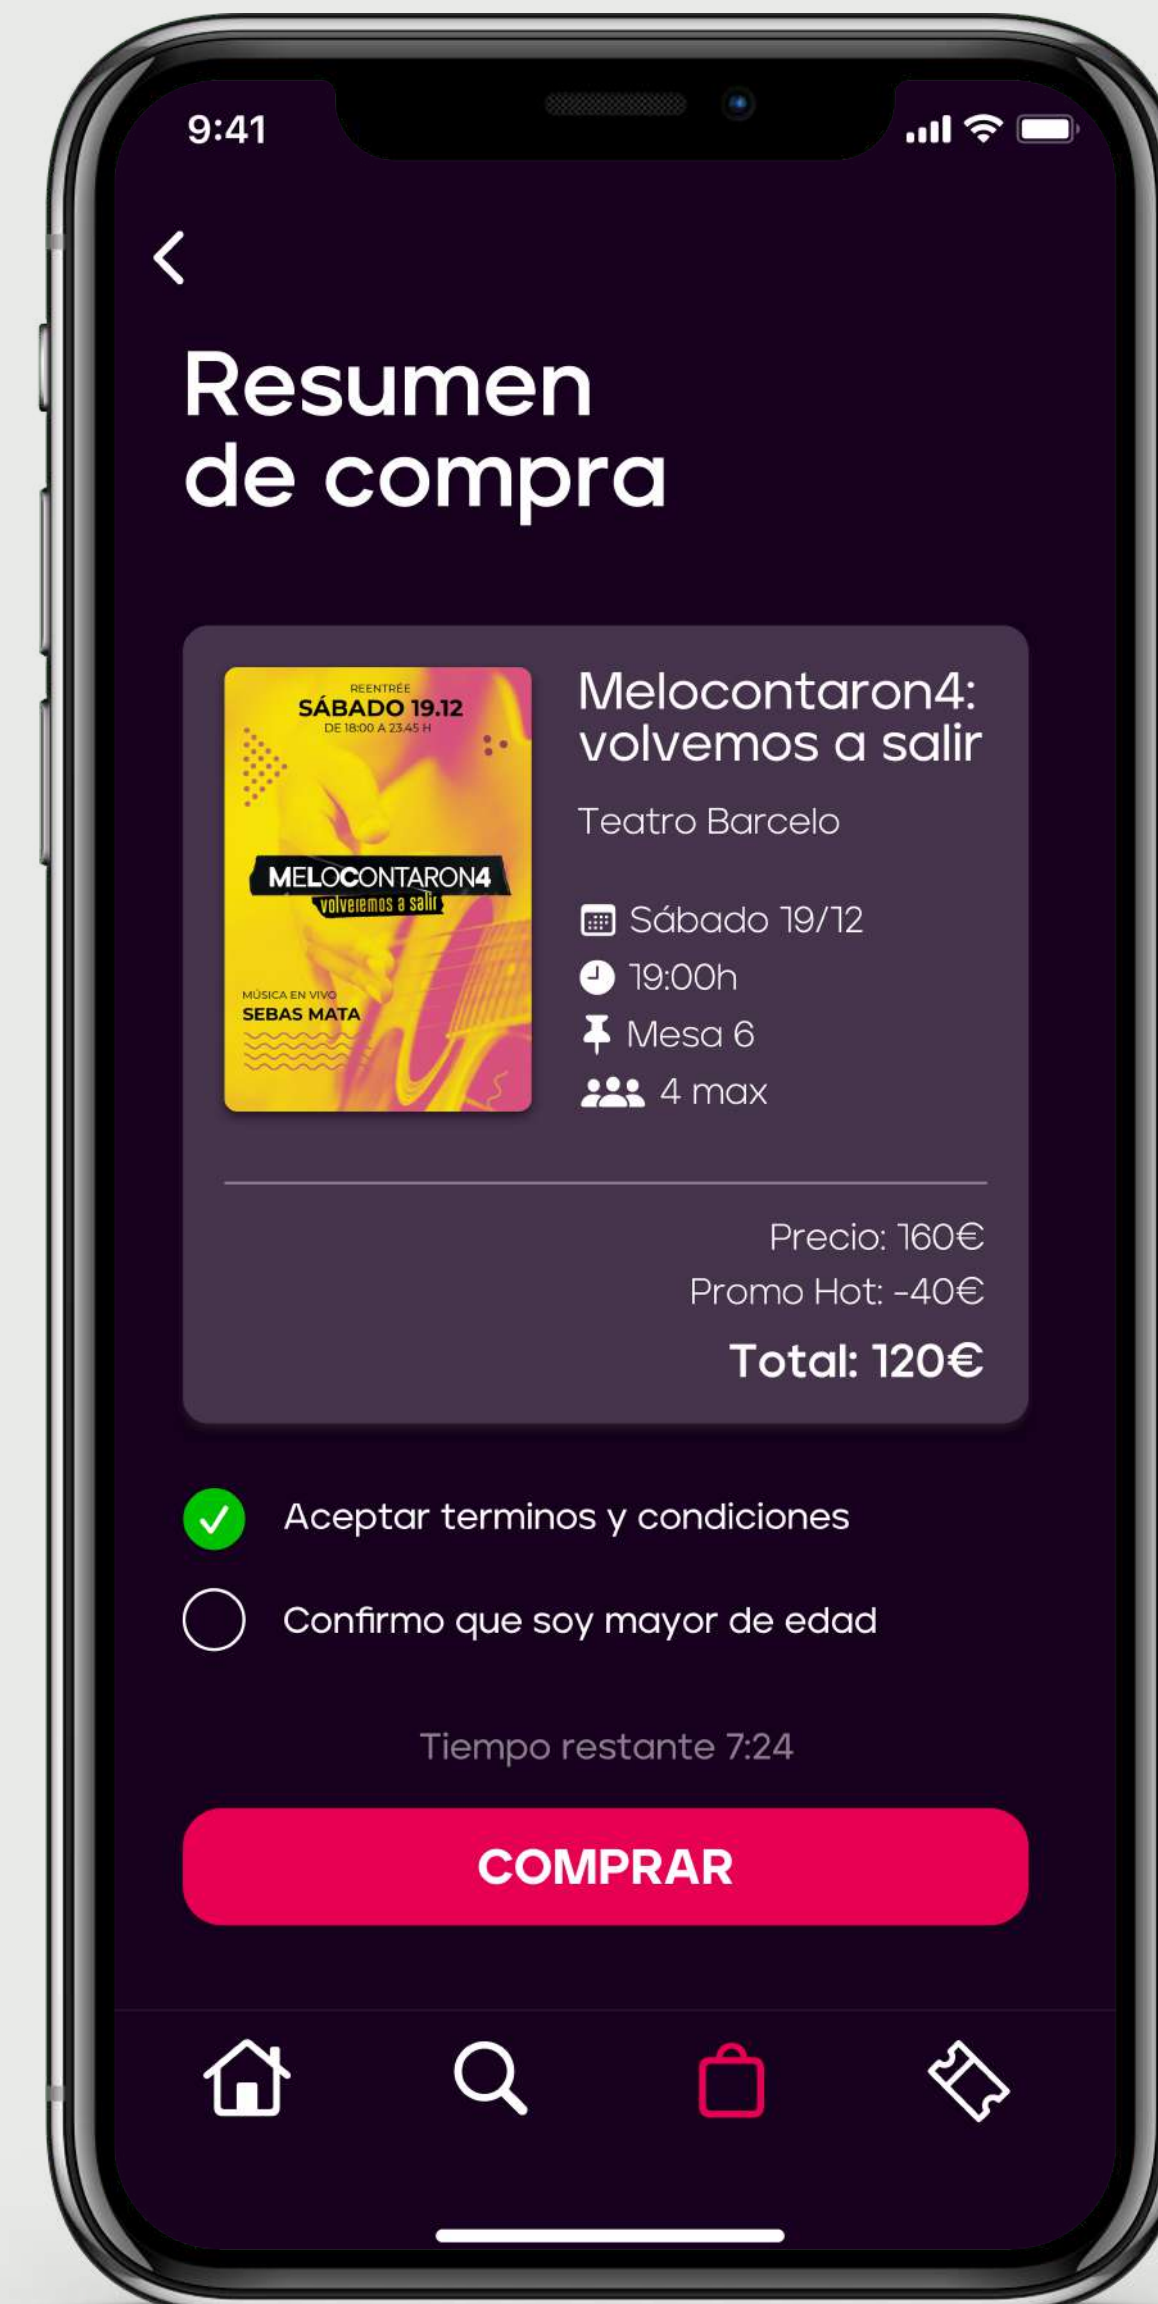 9:41
Resumen
de compra
REENTRÉE
SÁBADO 19.12
DE 18:00 A 23.45 H
MELOCONTARON4
volveremos a salir
MÚSICA EN VIVO
SEBAS MATA
Melocontaron4:
volvemos a salir
Teatro Barcelo
Sábado 19/12
19:00h
Mesa 6
4 max
Precio: 160€
Promo Hot: -40€
Total: 120€
Aceptar terminos y condiciones
Confirmo que soy mayor de edad
Tiempo restante 7:24
COMPRAR